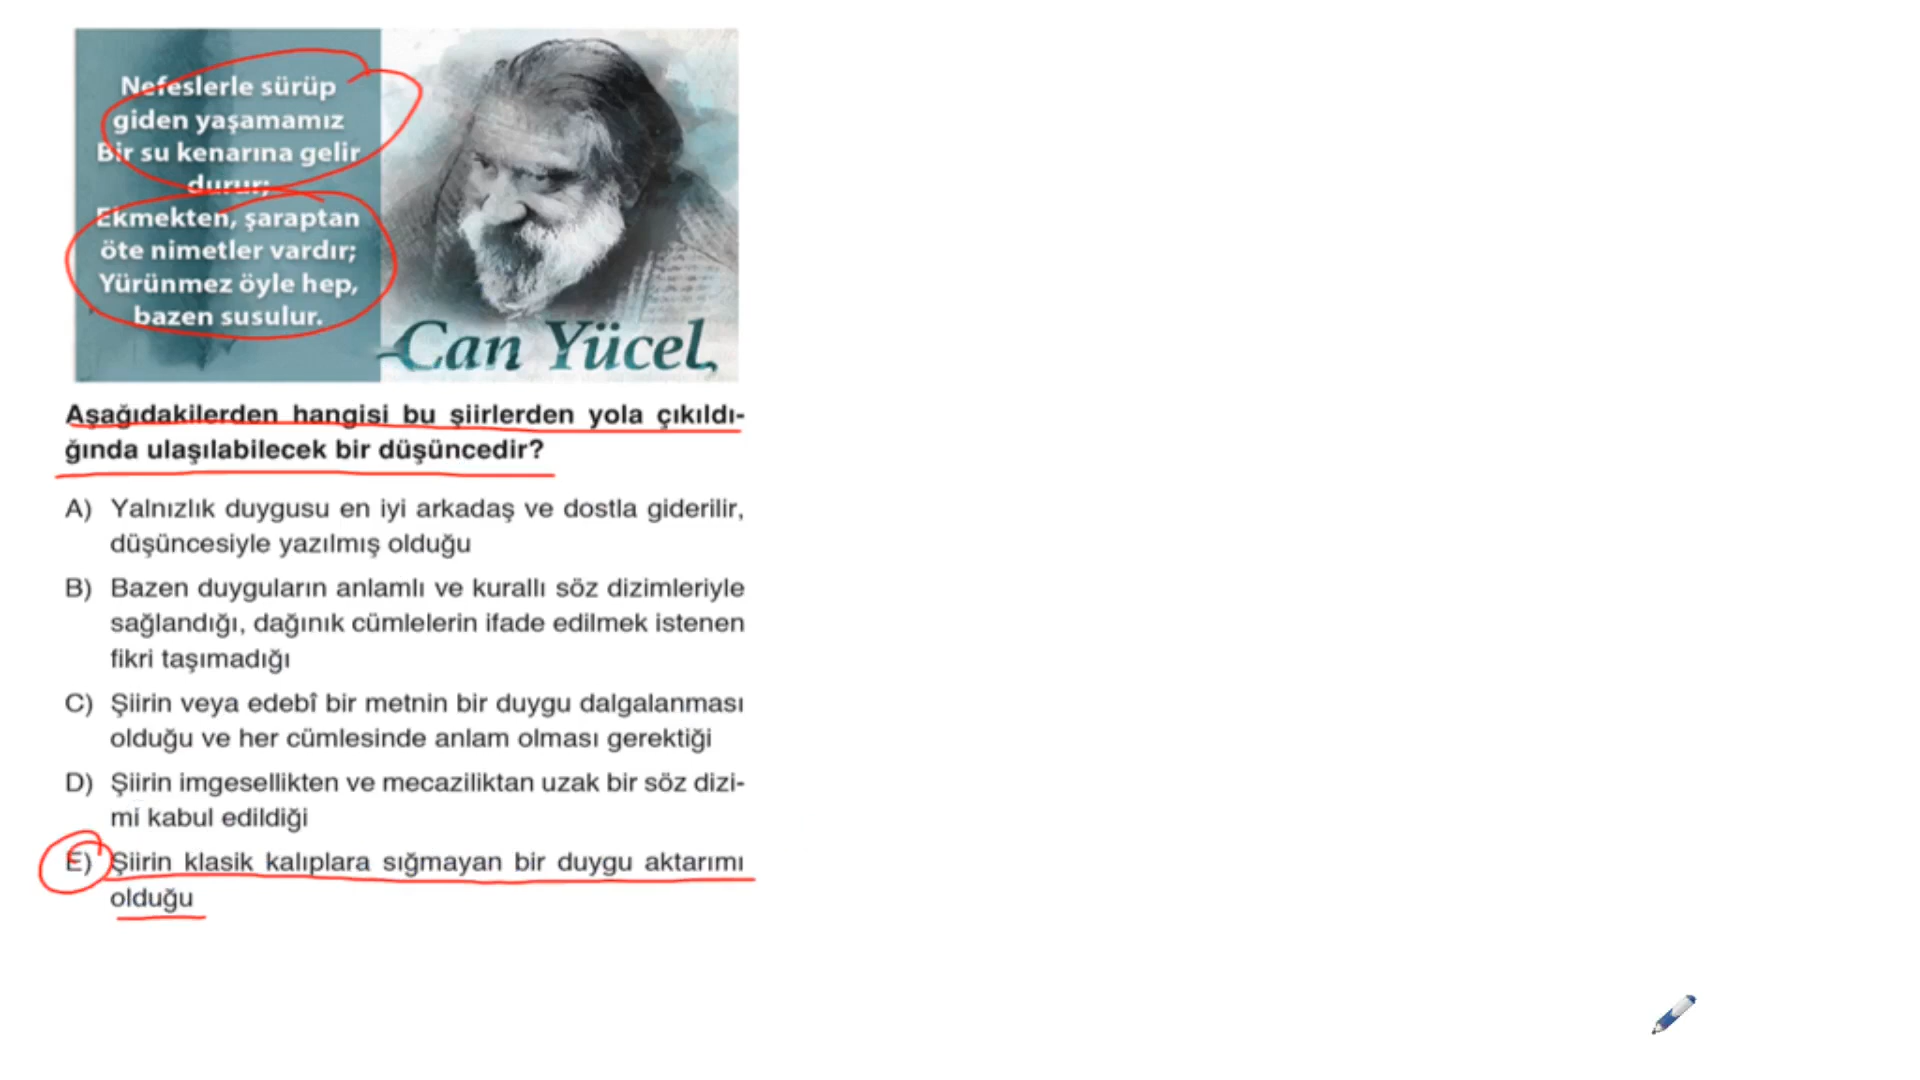 Nefeslerle sürüp
giden yaşamamız
Bir su kenarına gelir
durur;
Ekmekten, şaraptan
öte nimetler vardır;
Yürünmez öyle hep,
bazen susulur.
Can Yücel
Aşağıdakilerden hangisi bu şiirlerden yola çıkıldı-
ğında ulaşılabilecek bir düşüncedir?
A) Yalnızlık duygusu en iyi arkadaş ve dostla giderilir,
düşüncesiyle yazılmış olduğu
B) Bazen duyguların anlamlı ve kurallı söz dizimleriyle
sağlandığı, dağınık cümlelerin ifade edilmek istenen
fikri taşımadığı
C) Şiirin veya edebî bir metnin bir duygu dalgalanması
olduğu ve her cümlesinde anlam olması gerektiği
D) Şiirin imgesellikten ve mecaziliktan uzak bir söz dizi-
mi kabul edildiği
E) Şiirin klasik kalıplara sığmayan bir duygu aktarımı
olduğu